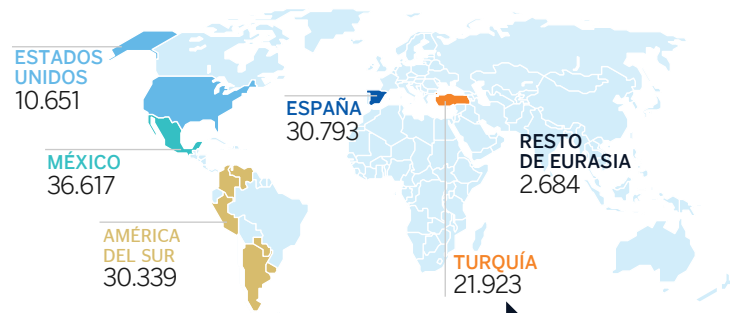 ESTADOS
UNIDOS
10.651
ESPAÑA
30.793
RESTO
DE EURASIA
2.684
MÉXICO
36.617
AMÉRICA
DEL SUR
30.339
TURQUÍA
21.923